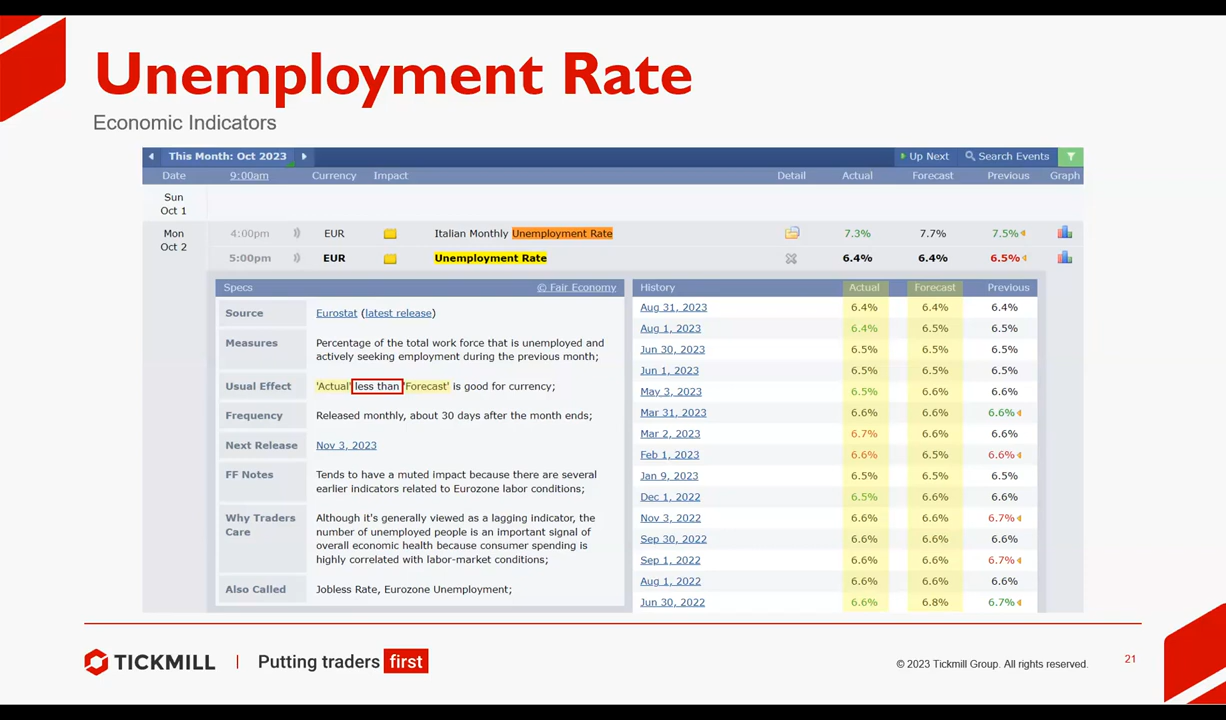 Unemployment Rate
Economic Indicators
This Month: Oct 2023 Up Next Search Events
Date 9:00am Currency Impact Detail Actual Forecast Previous Graph
Sun
Oct 1
Mon
Oct 2
4:00pm EUR Italian Monthly Unemployment Rate 7.3% 7.7% 7.5%
5:00pm EUR Unemployment Rate 6.4% 6.4% 6.5%
Specs © Fair Economy
Source Eurostat (latest release)
Measures Percentage of the total work force that is unemployed and
actively seeking employment during the previous month;
Usual Effect 'Actual' less than 'Forecast' is good for currency;
Frequency Released monthly, about 30 days after the month ends;
Next Release Nov 3, 2023
FF Notes Tends to have a muted impact because there are several
earlier indicators related to Eurozone labor conditions;
Why Traders
Care
Although it's generally viewed as a lagging indicator, the
number of unemployed people is an important signal of
overall economic health because consumer spending is
highly correlated with labor-market conditions;
Also Called Jobless Rate, Eurozone Unemployment;
History Actual Forecast Previous
Aug 31, 2023 6.4% 6.4% 6.4%
Aug 1, 2023 6.4% 6.5% 6.5%
Jun 30, 2023 6.5% 6.5% 6.5%
Jun 1, 2023 6.5% 6.5% 6.5%
May 3, 2023 6.5% 6.6% 6.6%
Mar 31, 2023 6.6% 6.6% 6.6%
Mar 2, 2023 6.7% 6.6% 6.6%
Feb 1, 2023 6.6% 6.5% 6.6%
Jan 9, 2023 6.5% 6.5% 6.5%
Dec 1, 2022 6.5% 6.6% 6.6%
Nov 3, 2022 6.6% 6.6% 6.7%
Sep 30, 2022 6.6% 6.6% 6.6%
Sep 1, 2022 6.6% 6.6% 6.7%
Aug 1, 2022 6.6% 6.6% 6.6%
Jun 30, 2022 6.6% 6.8% 6.7%
TICKMILL | Putting traders first
© 2023 Tickmill Group. All rights reserved.
21